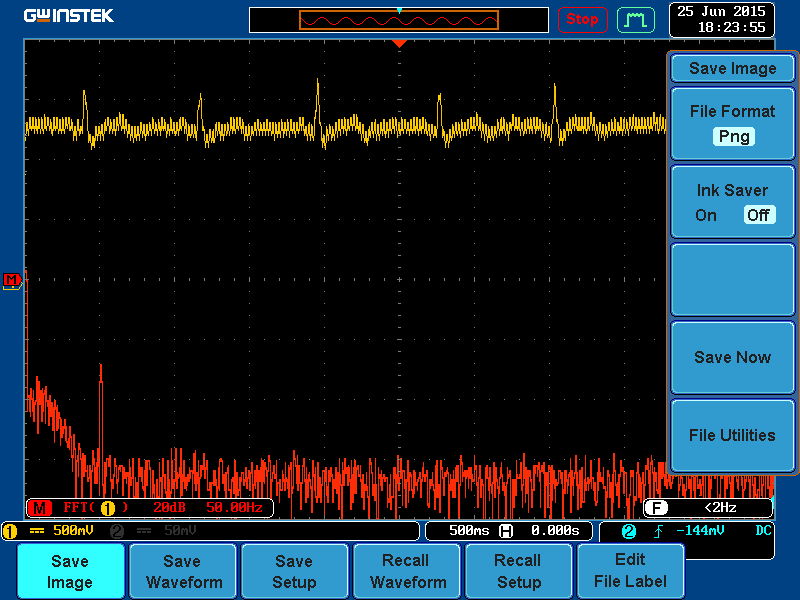 GWINSTEK
Stop
25 Jun 2015
18:23:55
Save Image
File Format
Png
Ink Saver
On Off
Save Now
File Utilities
M
M FFT( 1 ) 20dB 50.00Hz
F <2Hz
1 500mV 2 50mV
500ms H 0.000s
2 -144mV DC
Save Image
Save Waveform
Save Setup
Recall Waveform
Recall Setup
Edit File Label